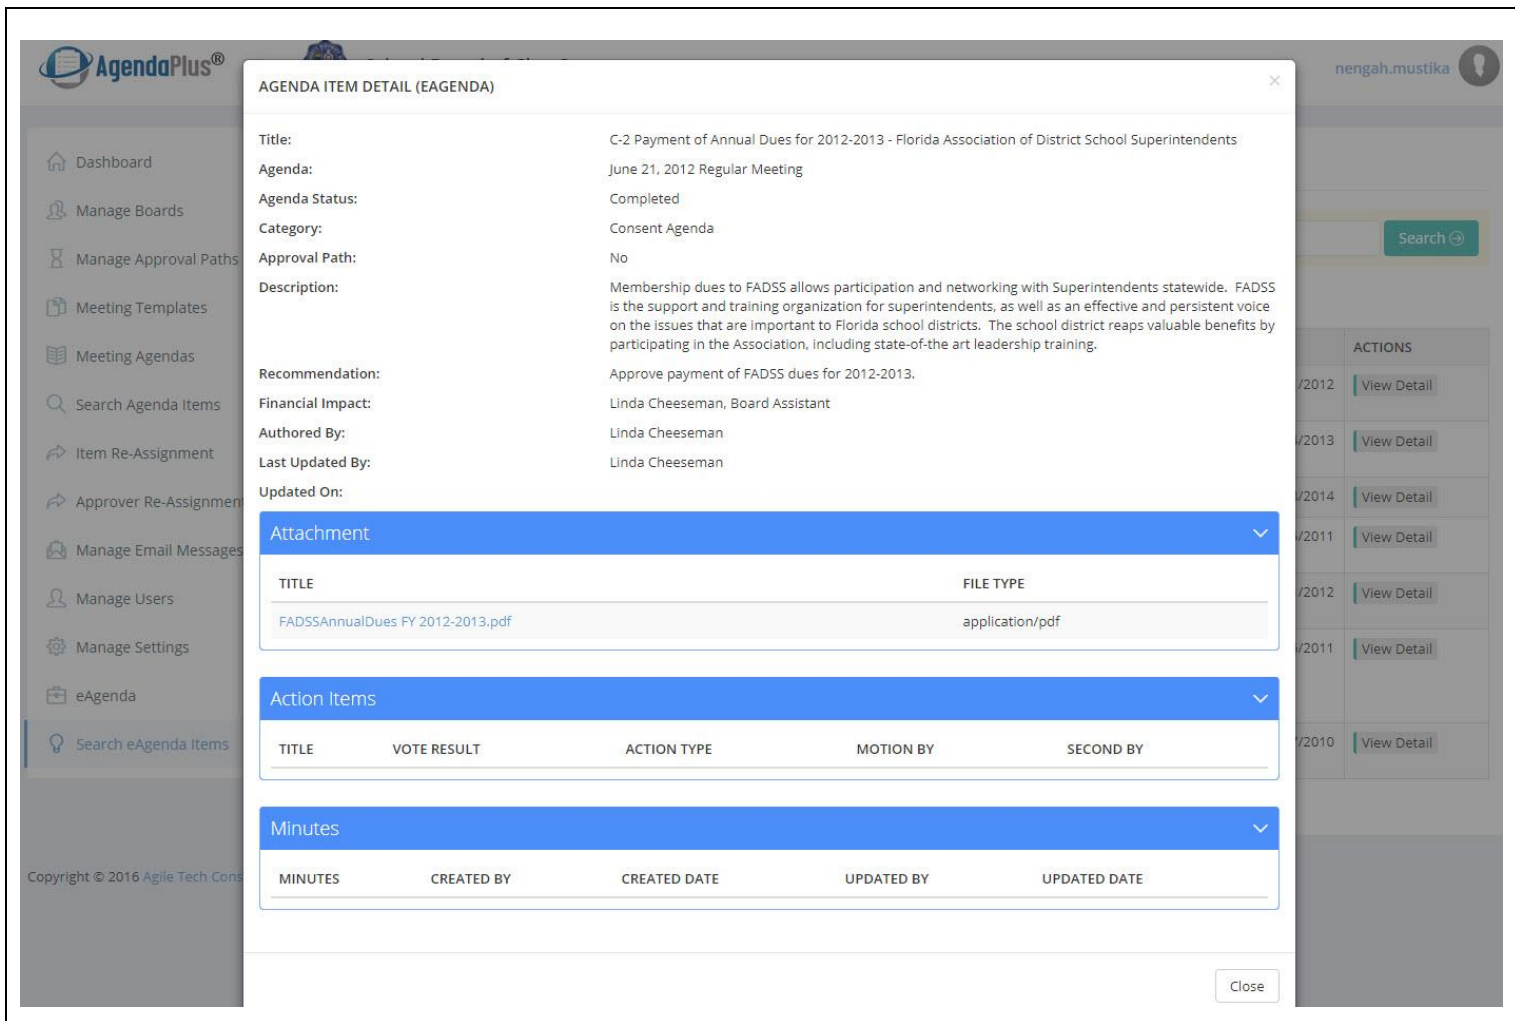 AgendaPlus®
nengah.mustika
AGENDA ITEM DETAIL (EAGENDA)
×
Title: C-2 Payment of Annual Dues for 2012-2013 - Florida Association of District School Superintendents
Agenda: June 21, 2012 Regular Meeting
Agenda Status: Completed
Category: Consent Agenda
Approval Path: No
Description: Membership dues to FADSS allows participation and networking with Superintendents statewide. FADSS
is the support and training organization for superintendents, as well as an effective and persistent voice
on the issues that are important to Florida school districts. The school district reaps valuable benefits by
participating in the Association, including state-of-the art leadership training.
Recommendation: Approve payment of FADSS dues for 2012-2013.
Financial Impact: Linda Cheeseman, Board Assistant
Authored By: Linda Cheeseman
Last Updated By: Linda Cheeseman
Updated On:
Attachment
TITLE FILE TYPE
FADSSAnnualDues FY 2012-2013.pdf application/pdf
Action Items
TITLE VOTE RESULT ACTION TYPE MOTION BY SECOND BY
Minutes
MINUTES CREATED BY CREATED DATE UPDATED BY UPDATED DATE
Close
Dashboard
Manage Boards
Manage Approval Paths
Meeting Templates
Meeting Agendas
Search Agenda Items
Item Re-Assignment
Approver Re-Assignment
Manage Email Messages
Manage Users
Manage Settings
eAgenda
Search eAgenda Items
Search
ACTIONS
/2012 View Detail
/2013 View Detail
/2014 View Detail
/2011 View Detail
/2012 View Detail
/2011 View Detail
/2010 View Detail
Copyright © 2016 Agile Tech Cons